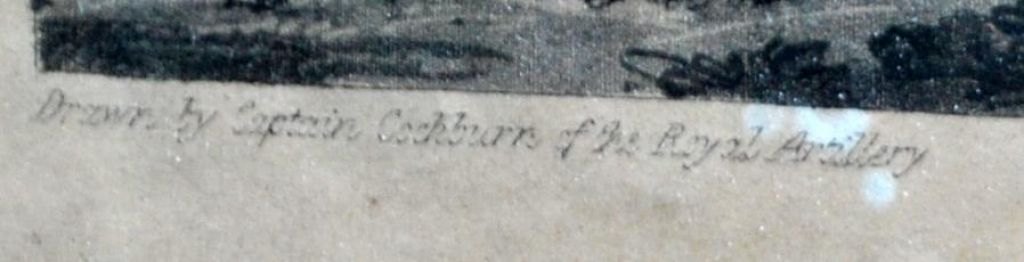 Drawn by Captain Cockburn of the Royal Artillery